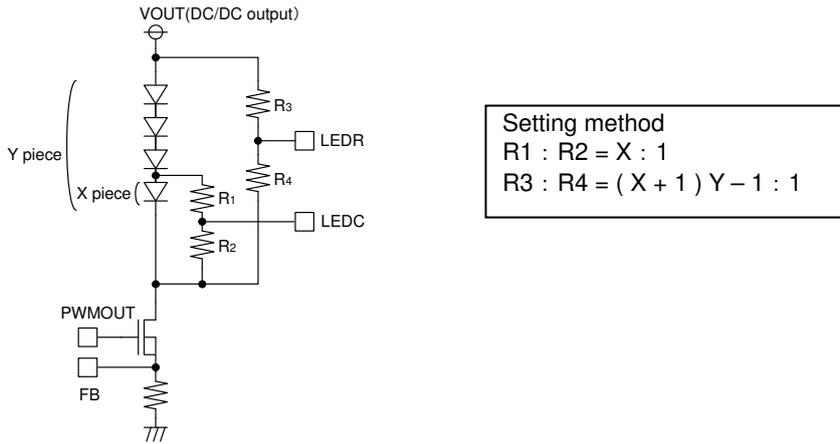 VOUT(DC/DC output)
R3
LEDR
Y piece
R4
X piece
R1
LEDC
R2
PWMOUT
FB
Setting method
R1 : R2 = X : 1
R3 : R4 = ( X + 1 ) Y – 1 : 1